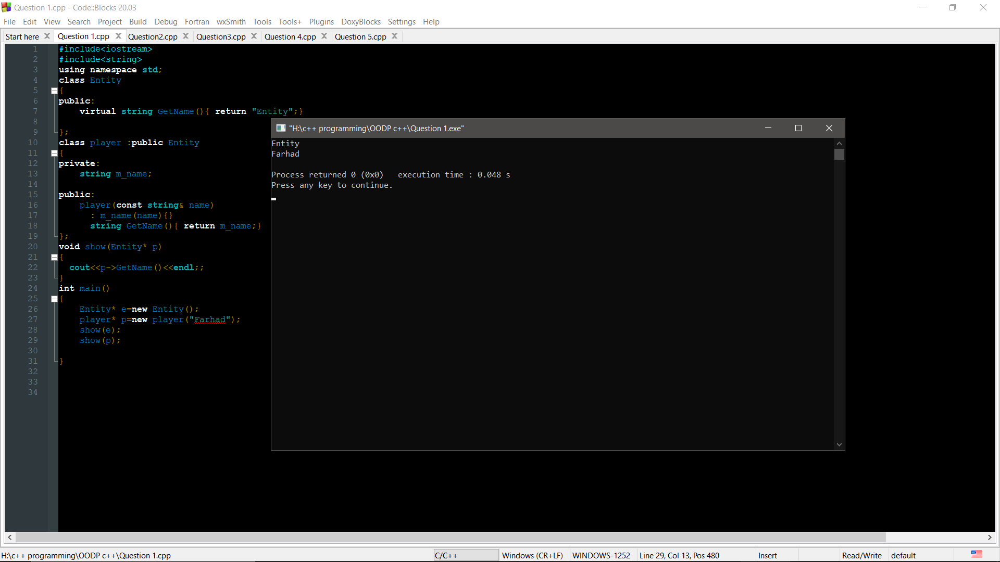 Question 1.cpp - Code::Blocks 20.03
File Edit View Search Project Build Debug Fortran wxSmith Tools Tools+ Plugins DoxyBlocks Settings Help
Start here Question 1.cpp Question2.cpp Question3.cpp Question 4.cpp Question 5.cpp
1 #include<iostream>
2 #include<string>
3 using namespace std;
4 class Entity
5 {
6 public:
7 virtual string GetName(){ return "Entity";}
8
9 };
10 class player :public Entity
11 {
12 private:
13 string m_name;
14
15 public:
16 player(const string& name)
17 : m_name(name){}
18 string GetName(){ return m_name;}
19 };
20 void show(Entity* p)
21 {
22 cout<<p->GetName()<<endl;;
23 }
24 int main()
25 {
26 Entity* e=new Entity();
27 player* p=new player("Farhad");
28 show(e);
29 show(p);
30
31 }
32
33
34
"H:\c++ programming\OODP c++\Question 1.exe"
Entity
Farhad
Process returned 0 (0x0) execution time : 0.048 s
Press any key to continue.
H:\c++ programming\OODP c++\Question 1.cpp C/C++ Windows (CR+LF) WINDOWS-1252 Line 29, Col 13, Pos 480 Insert Read/Write default